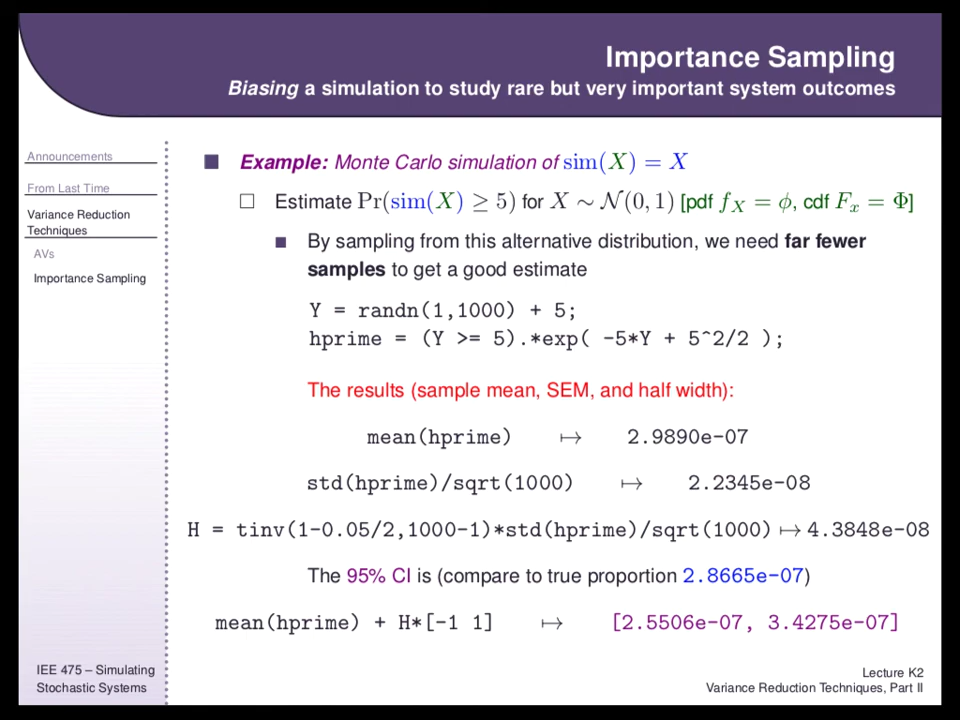 Importance Sampling
Biasing a simulation to study rare but very important system outcomes
Announcements
From Last Time
Variance Reduction
Techniques
AVs
Importance Sampling
Example: Monte Carlo simulation of sim(X) = X
Estimate Pr(sim(X) ≥ 5) for X ∼ 𝒩(0, 1) [pdf f_X = ϕ, cdf F_x = Φ]
By sampling from this alternative distribution, we need far fewer
samples to get a good estimate
Y = randn(1,1000) + 5;
hprime = (Y >= 5).*exp( -5*Y + 5^2/2 );
The results (sample mean, SEM, and half width):
mean(hprime) ↦ 2.9890e-07
std(hprime)/sqrt(1000) ↦ 2.2345e-08
H = tinv(1-0.05/2,1000-1)*std(hprime)/sqrt(1000) ↦ 4.3848e-08
The 95% CI is (compare to true proportion 2.8665e-07)
mean(hprime) + H*[-1 1] ↦ [2.5506e-07, 3.4275e-07]
IEE 475 – Simulating
Stochastic Systems
Lecture K2
Variance Reduction Techniques, Part II